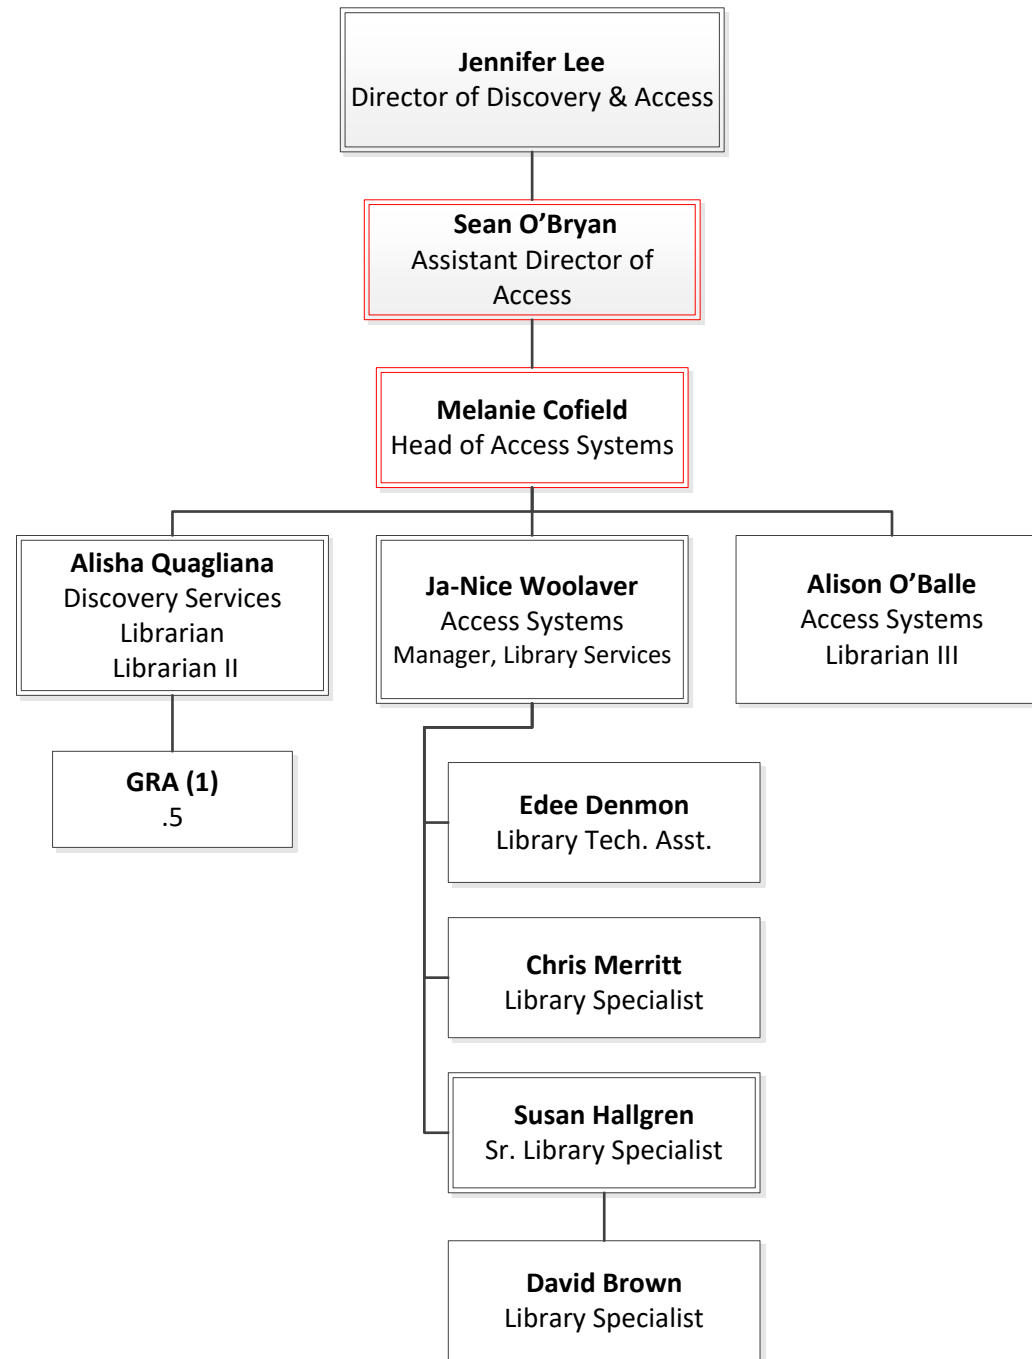 Jennifer Lee
Director of Discovery & Access
Sean O’Bryan
Assistant Director of
Access
Melanie Cofield
Head of Access Systems
Alisha Quagliana
Discovery Services
Librarian
Librarian II
Ja-Nice Woolaver
Access Systems
Manager, Library Services
Alison O’Balle
Access Systems
Librarian III
GRA (1)
.5
Edee Denmon
Library Tech. Asst.
Chris Merritt
Library Specialist
Susan Hallgren
Sr. Library Specialist
David Brown
Library Specialist